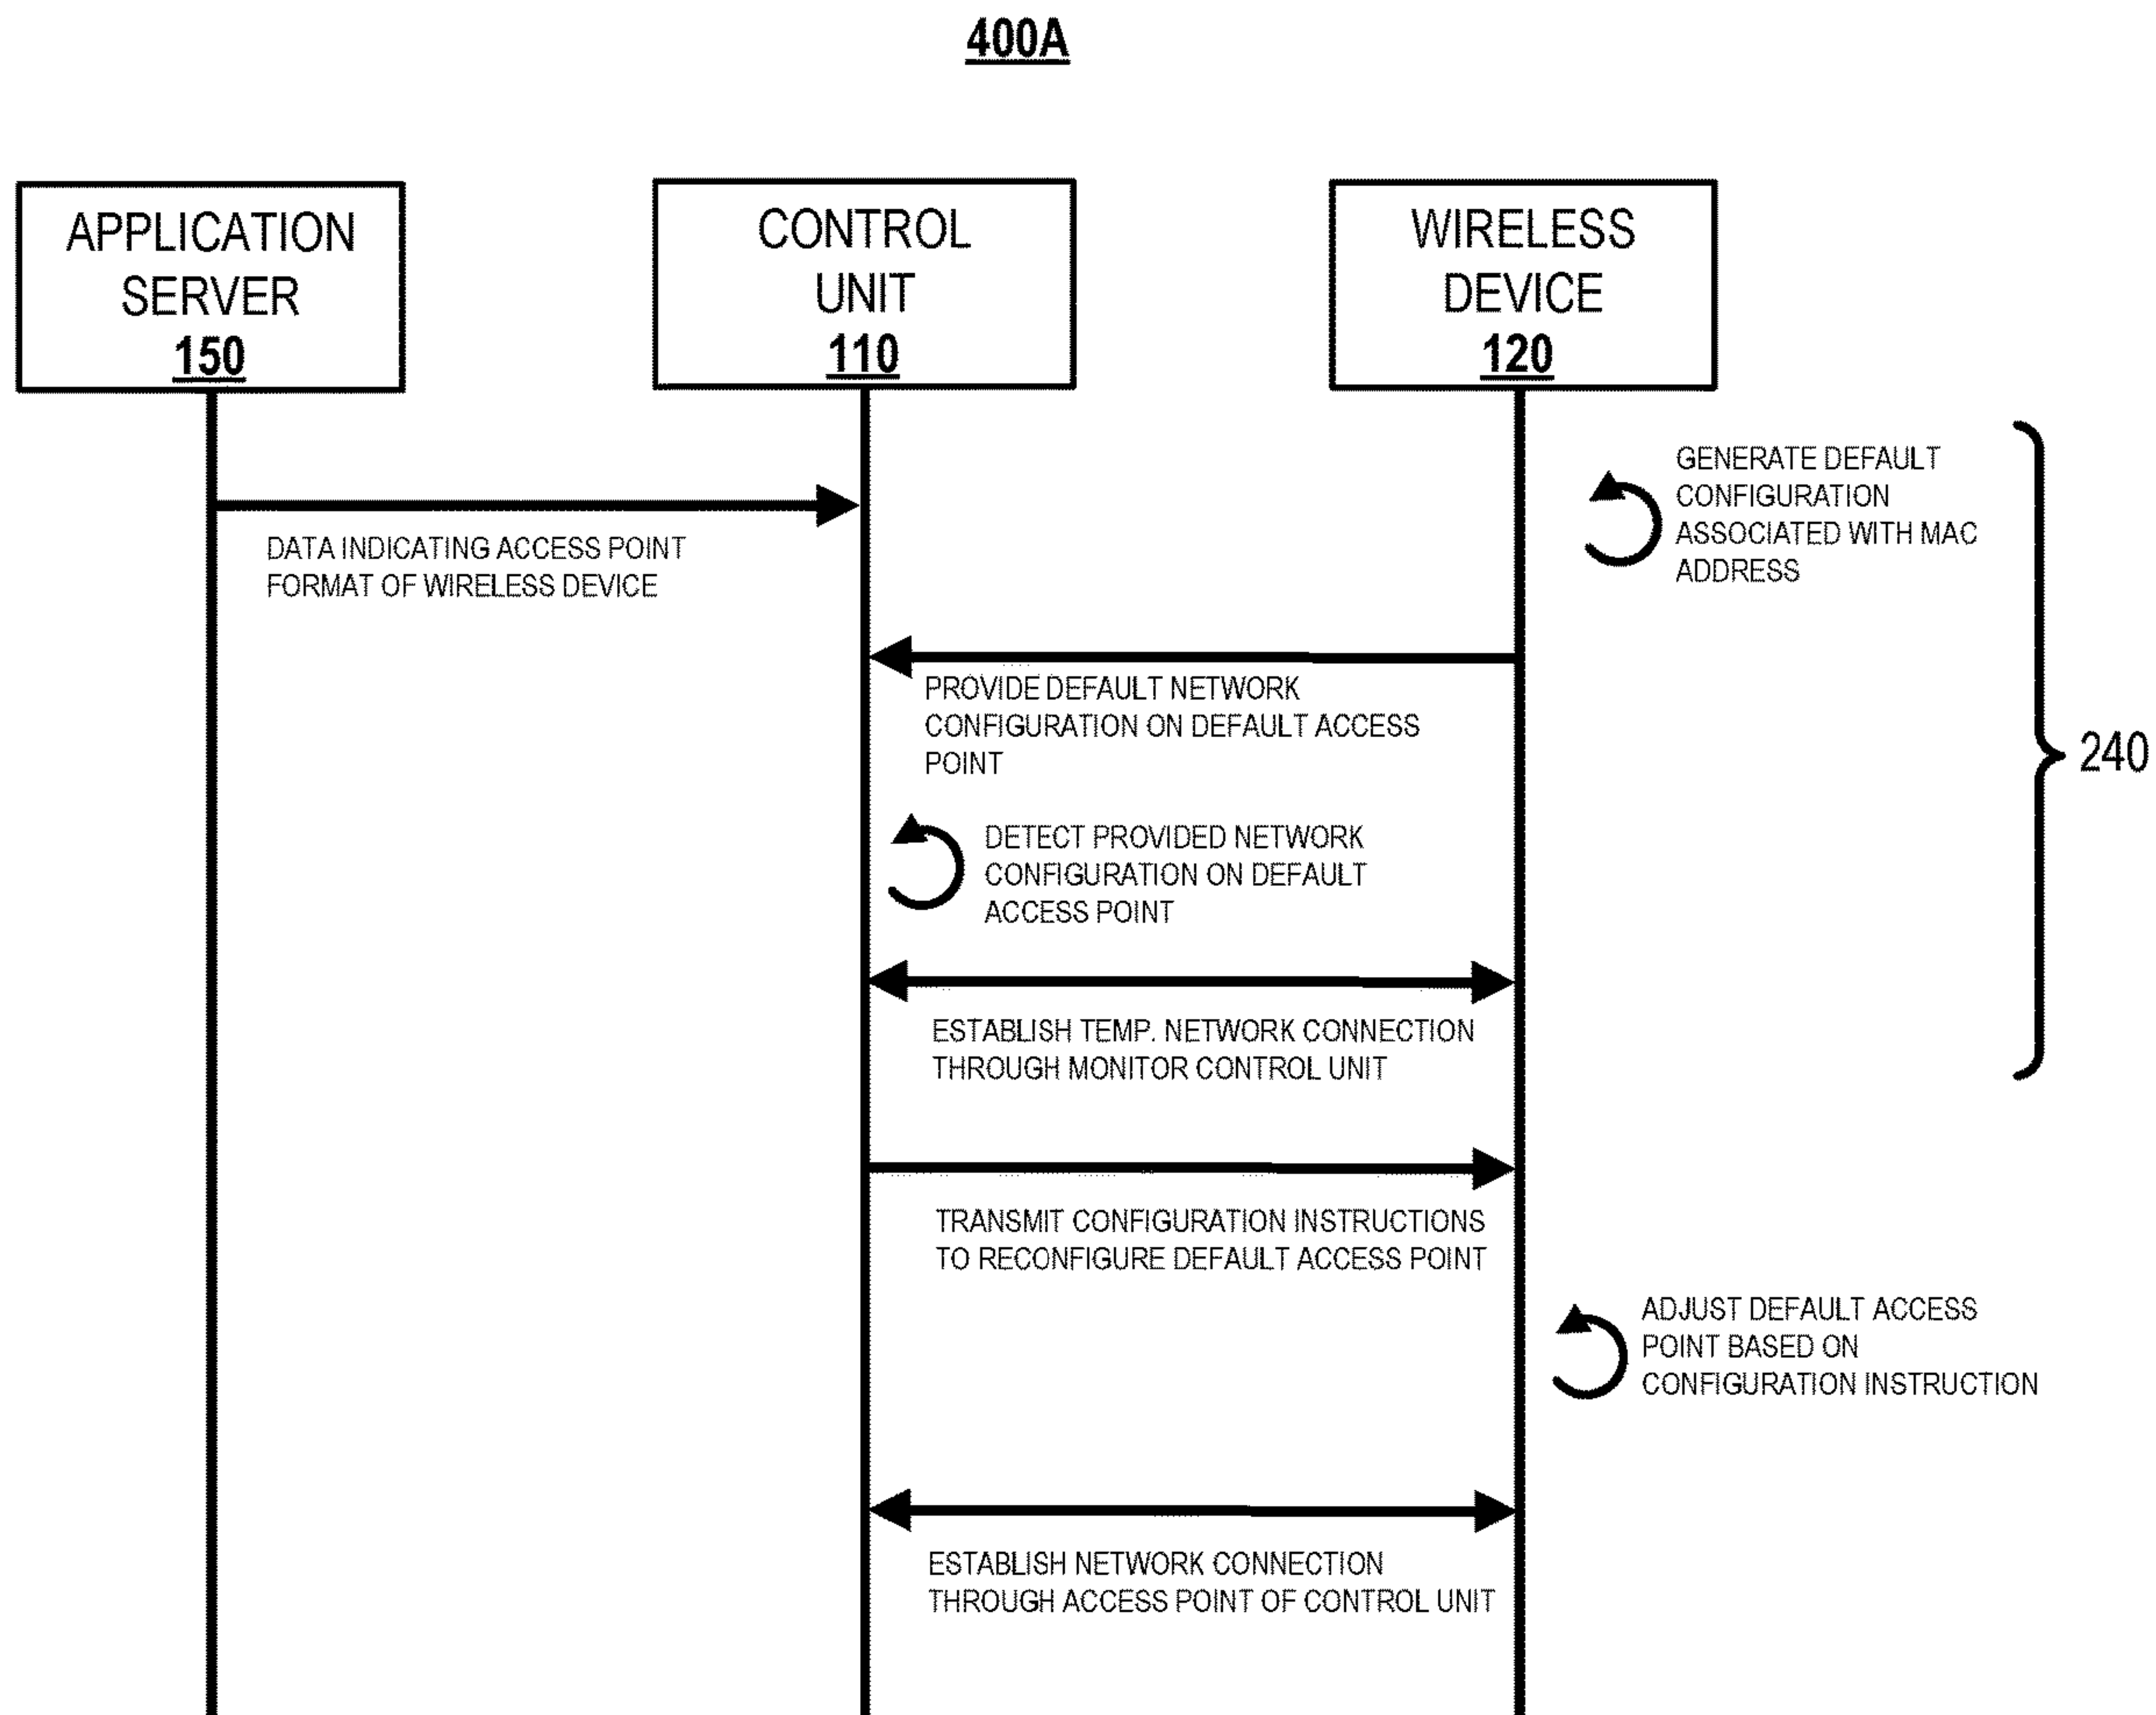 400A
APPLICATION
SERVER
150
CONTROL
UNIT
110
WIRELESS
DEVICE
120
GENERATE DEFAULT
CONFIGURATION
ASSOCIATED WITH MAC
ADDRESS
DATA INDICATING ACCESS POINT
FORMAT OF WIRELESS DEVICE
PROVIDE DEFAULT NETWORK
CONFIGURATION ON DEFAULT ACCESS
POINT
240
DETECT PROVIDED NETWORK
CONFIGURATION ON DEFAULT
ACCESS POINT
ESTABLISH TEMP. NETWORK CONNECTION
THROUGH MONITOR CONTROL UNIT
TRANSMIT CONFIGURATION INSTRUCTIONS
TO RECONFIGURE DEFAULT ACCESS POINT
ADJUST DEFAULT ACCESS
POINT BASED ON
CONFIGURATION INSTRUCTION
ESTABLISH NETWORK CONNECTION
THROUGH ACCESS POINT OF CONTROL UNIT